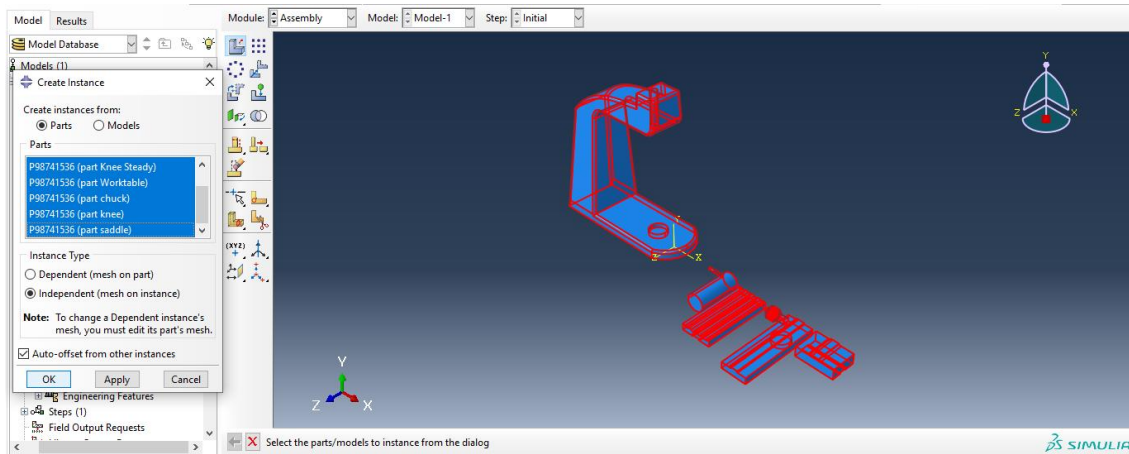 Model Results
Module: Assembly Model: Model-1 Step: Initial
Model Database
Models (1)
Create Instance
Create instances from:
Parts Models
Parts
P98741536 (part Knee Steady)
P98741536 (part Worktable)
P98741536 (part chuck)
P98741536 (part knee)
P98741536 (part saddle)
Instance Type
Dependent (mesh on part)
Independent (mesh on instance)
Note: To change a Dependent instance's
mesh, you must edit its part's mesh.
Auto-offset from other instances
OK Apply Cancel
Engineering Features
Steps (1)
Field Output Requests
(XYZ)
Y
Z X
Y
Z X
Y
Z X
Select the parts/models to instance from the dialog
SIMULIA